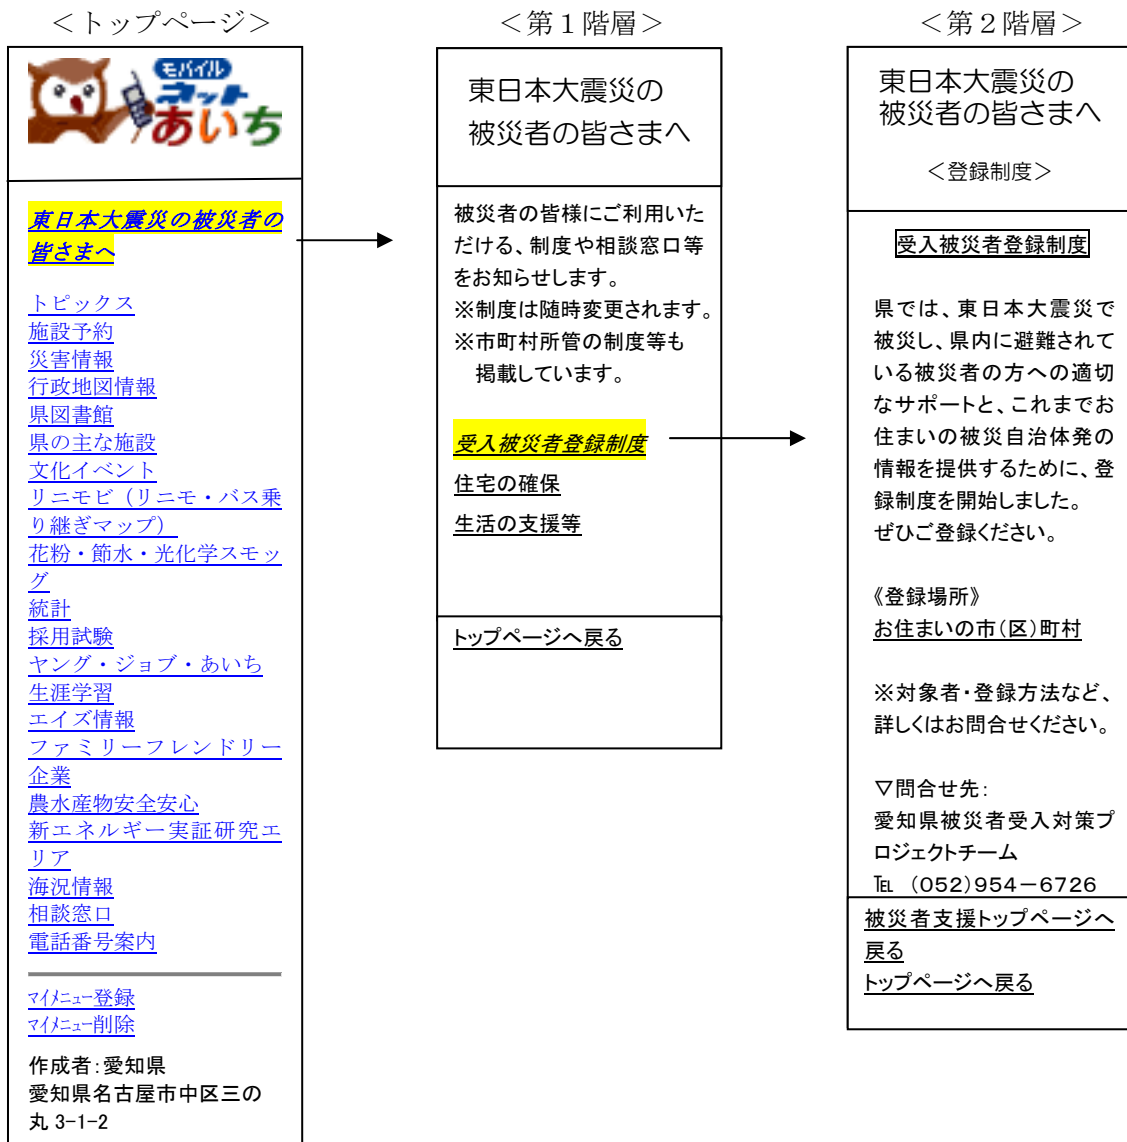 ＜トップページ＞
モバイル
ネット
あいち
東日本大震災の被災者の
皆さまへ
トピックス
施設予約
災害情報
行政地図情報
県図書館
県の主な施設
文化イベント
リニモビ（リニモ・バス乗
り継ぎマップ）
花粉・節水・光化学スモッ
グ
統計
採用試験
ヤング・ジョブ・あいち
生涯学習
エイズ情報
ファミリーフレンドリー
企業
農水産物安全安心
新エネルギー実証研究エ
リア
海況情報
相談窓口
電話番号案内
マイメニュー登録
マイメニュー削除
作成者：愛知県
愛知県名古屋市中区三の
丸 3-1-2
＜第１階層＞
東日本大震災の
被災者の皆さまへ
被災者の皆様にご利用いた
だける、制度や相談窓口等
をお知らせします。
※制度は随時変更されます。
※市町村所管の制度等も
掲載しています。
受入被災者登録制度
住宅の確保
生活の支援等
トップページへ戻る
＜第２階層＞
東日本大震災の
被災者の皆さまへ
＜登録制度＞
受入被災者登録制度
県では、東日本大震災で
被災し、県内に避難されて
いる被災者の方への適切
なサポートと、これまでお
住まいの被災自治体発の
情報を提供するために、登
録制度を開始しました。
ぜひご登録ください。
《登録場所》
お住まいの市（区）町村
※対象者・登録方法など、
詳しくはお問合せください。
▽問合せ先：
愛知県被災者受入対策プ
ロジェクトチーム
℡ （052）954－6726
被災者支援トップページへ
戻る
トップページへ戻る